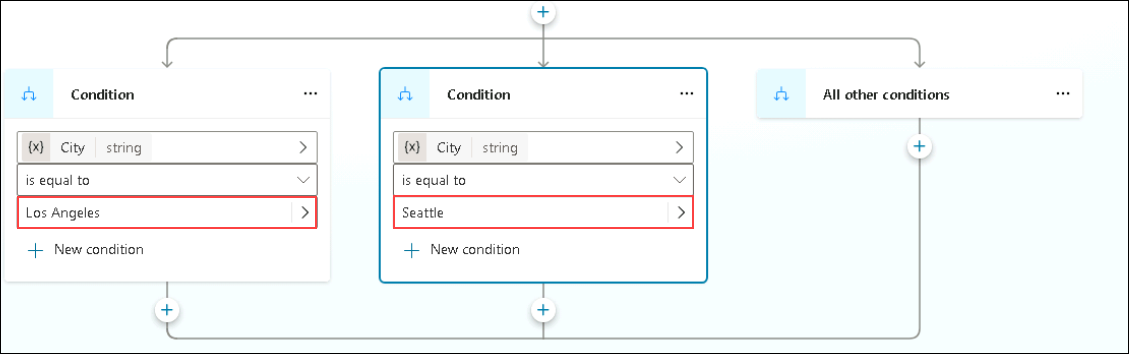 Condition
...
{x} City string
is equal to
Los Angeles
+ New condition
Condition
...
{x} City string
is equal to
Seattle
+ New condition
All other conditions
...